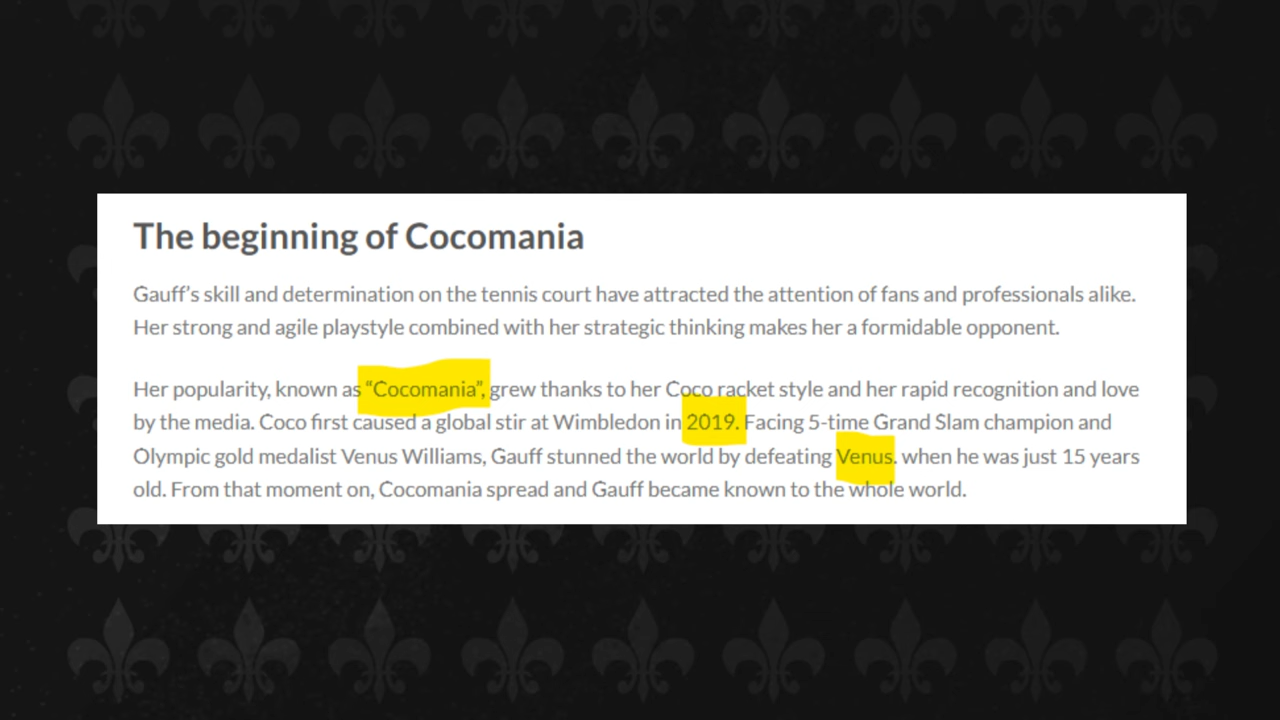 The beginning of Cocomania
Gauff's skill and determination on the tennis court have attracted the attention of fans and professionals alike.
Her strong and agile playstyle combined with her strategic thinking makes her a formidable opponent.
Her popularity, known as “Cocomania”, grew thanks to her Coco racket style and her rapid recognition and love
by the media. Coco first caused a global stir at Wimbledon in 2019. Facing 5-time Grand Slam champion and
Olympic gold medalist Venus Williams, Gauff stunned the world by defeating Venus. when he was just 15 years
old. From that moment on, Cocomania spread and Gauff became known to the whole world.